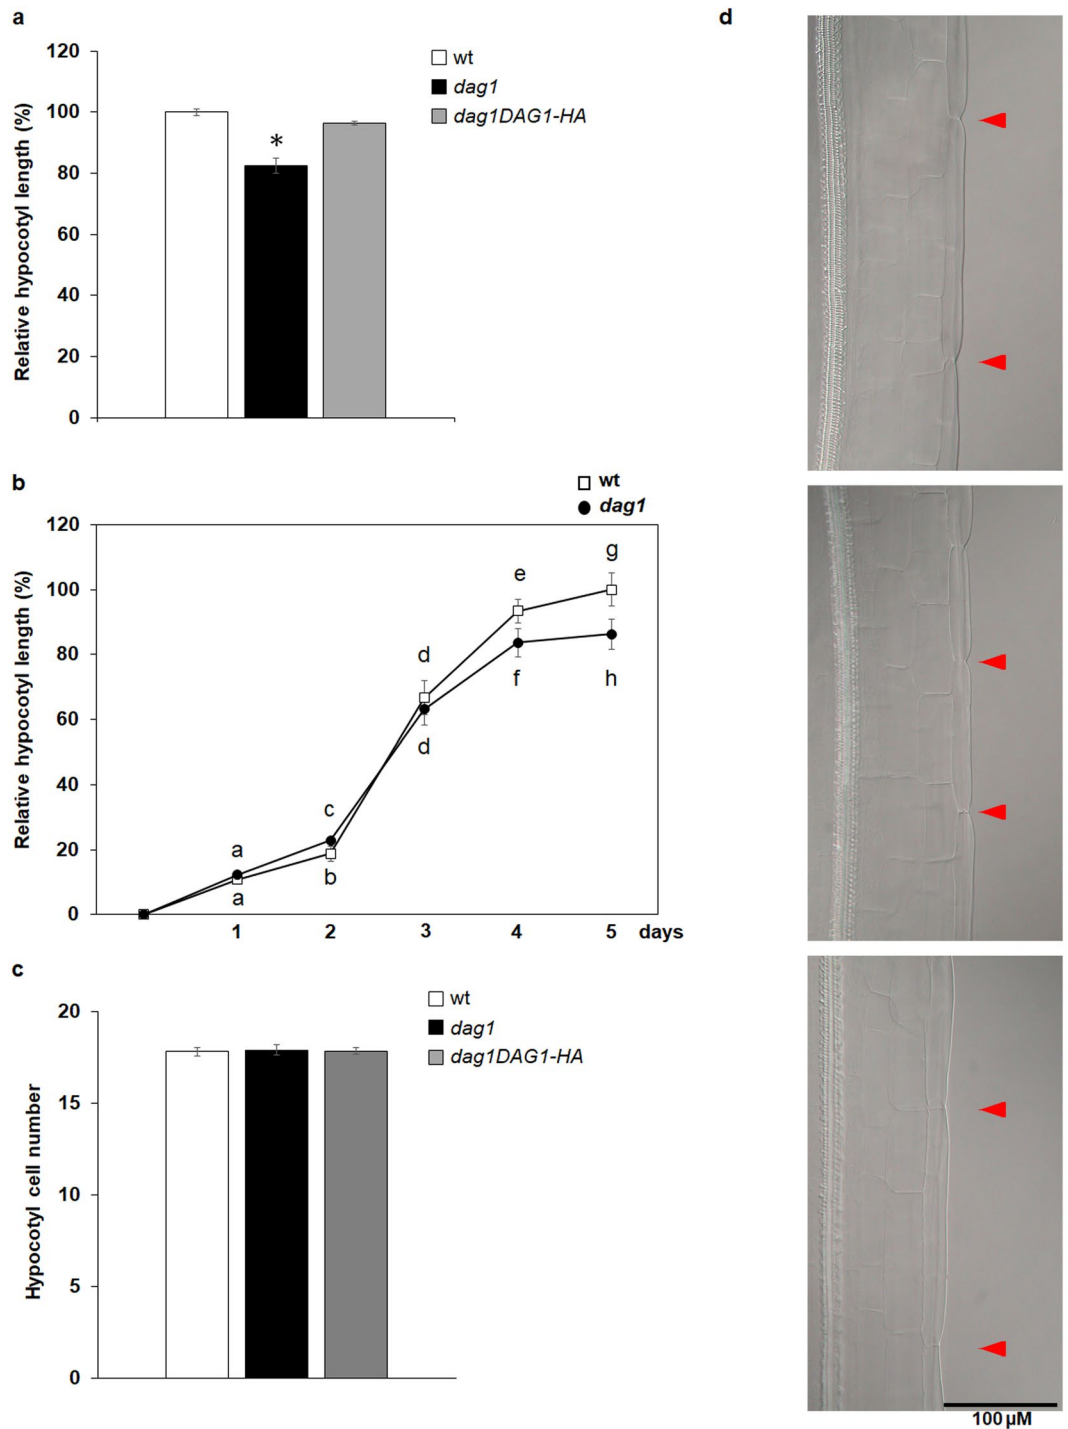 a
Relative hypocotyl length (%)
120
100
80
60
40
20
0
*
wt
dag1
dag1DAG1-HA
b
wt
dag1
Relative hypocotyl length (%)
120
100
80
60
40
20
0
a
a
c
b
d
d
e
f
g
h
1 2 3 4 5 days
c
Hypocotyl cell number
20
15
10
5
0
wt
dag1
dag1DAG1-HA
d
100 µM